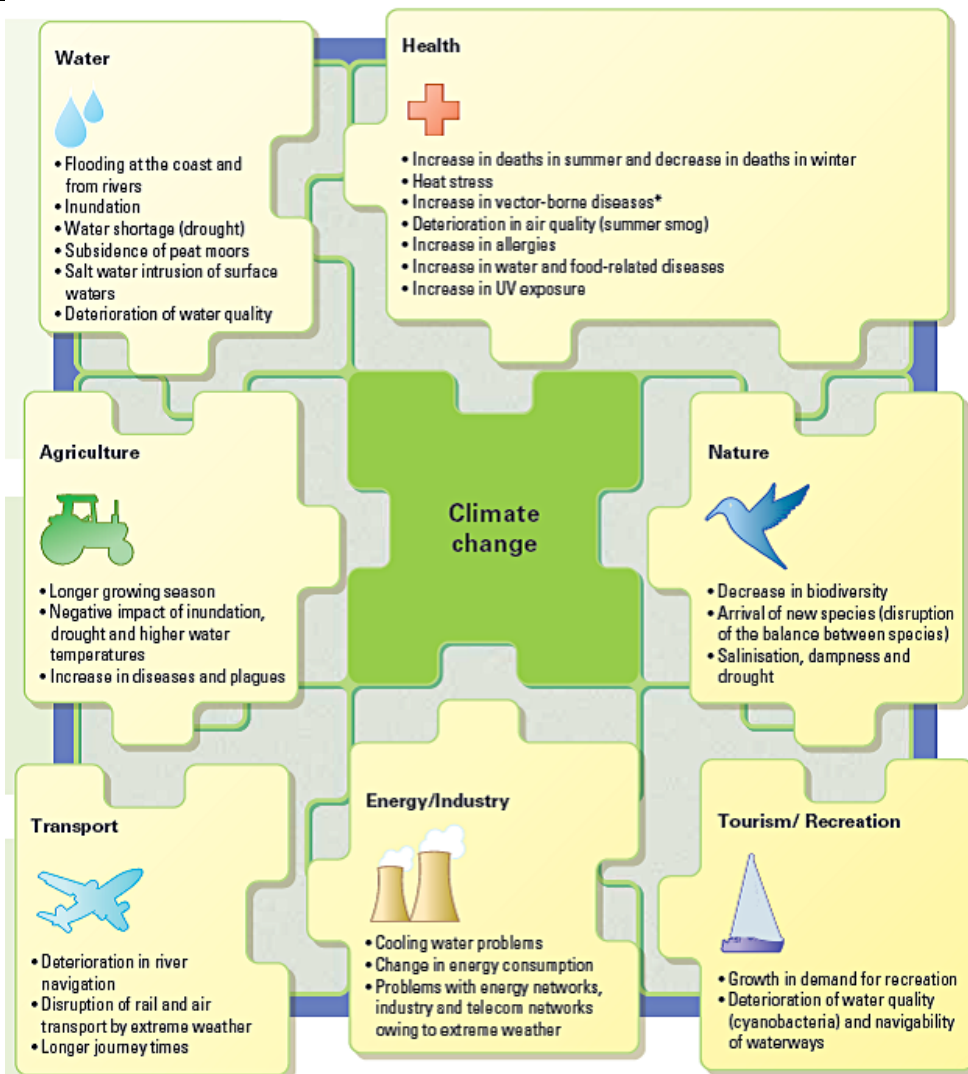 Water
• Flooding at the coast and
from rivers
• Inundation
• Water shortage (drought)
• Subsidence of peat moors
• Salt water intrusion of surface
waters
• Deterioration of water quality
Health
• Increase in deaths in summer and decrease in deaths in winter
• Heat stress
• Increase in vector-borne diseases*
• Deterioration in air quality (summer smog)
• Increase in allergies
• Increase in water and food-related diseases
• Increase in UV exposure
Agriculture
• Longer growing season
• Negative impact of inundation,
drought and higher water
temperatures
• Increase in diseases and plagues
Climate
change
Nature
• Decrease in biodiversity
• Arrival of new species (disruption
of the balance between species)
• Salinisation, dampness and
drought
Transport
• Deterioration in river
navigation
• Disruption of rail and air
transport by extreme weather
• Longer journey times
Energy/Industry
• Cooling water problems
• Change in energy consumption
• Problems with energy networks,
industry and telecom networks
owing to extreme weather
Tourism/ Recreation
• Growth in demand for recreation
• Deterioration of water quality
(cyanobacteria) and navigability
of waterways